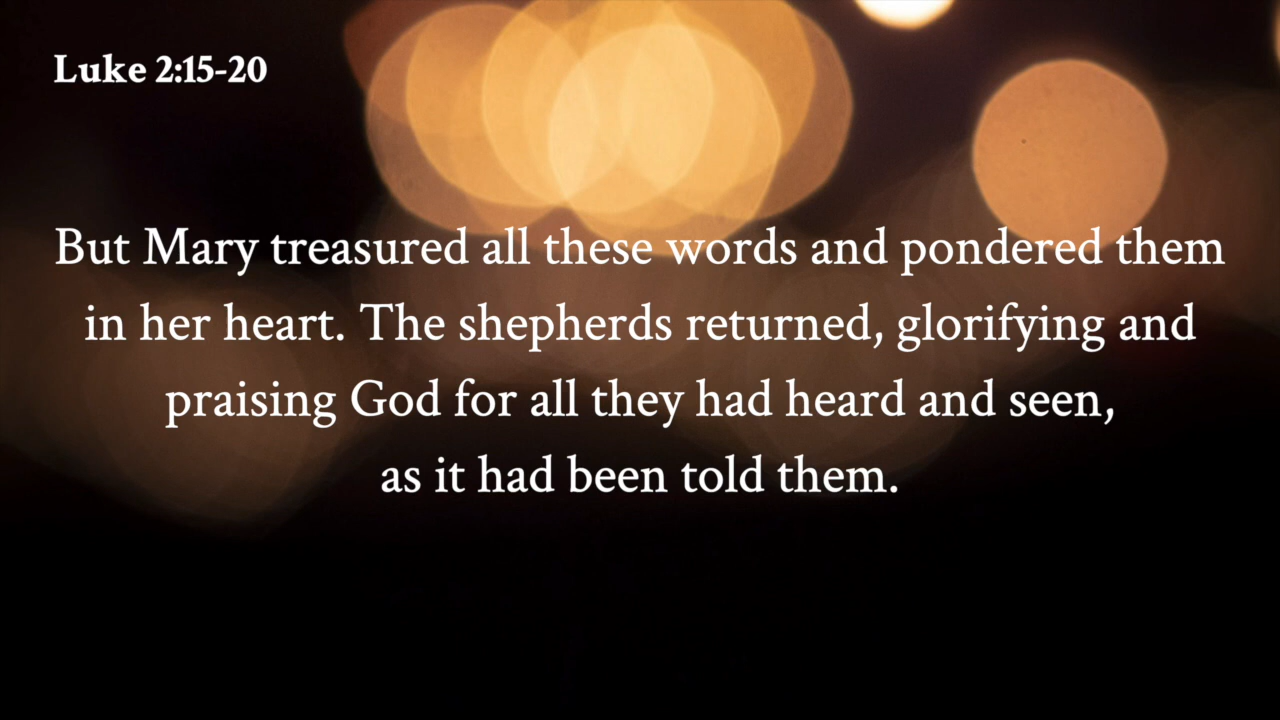 Luke 2:15-20
But Mary treasured all these words and pondered them
in her heart. The shepherds returned, glorifying and
praising God for all they had heard and seen,
as it had been told them.